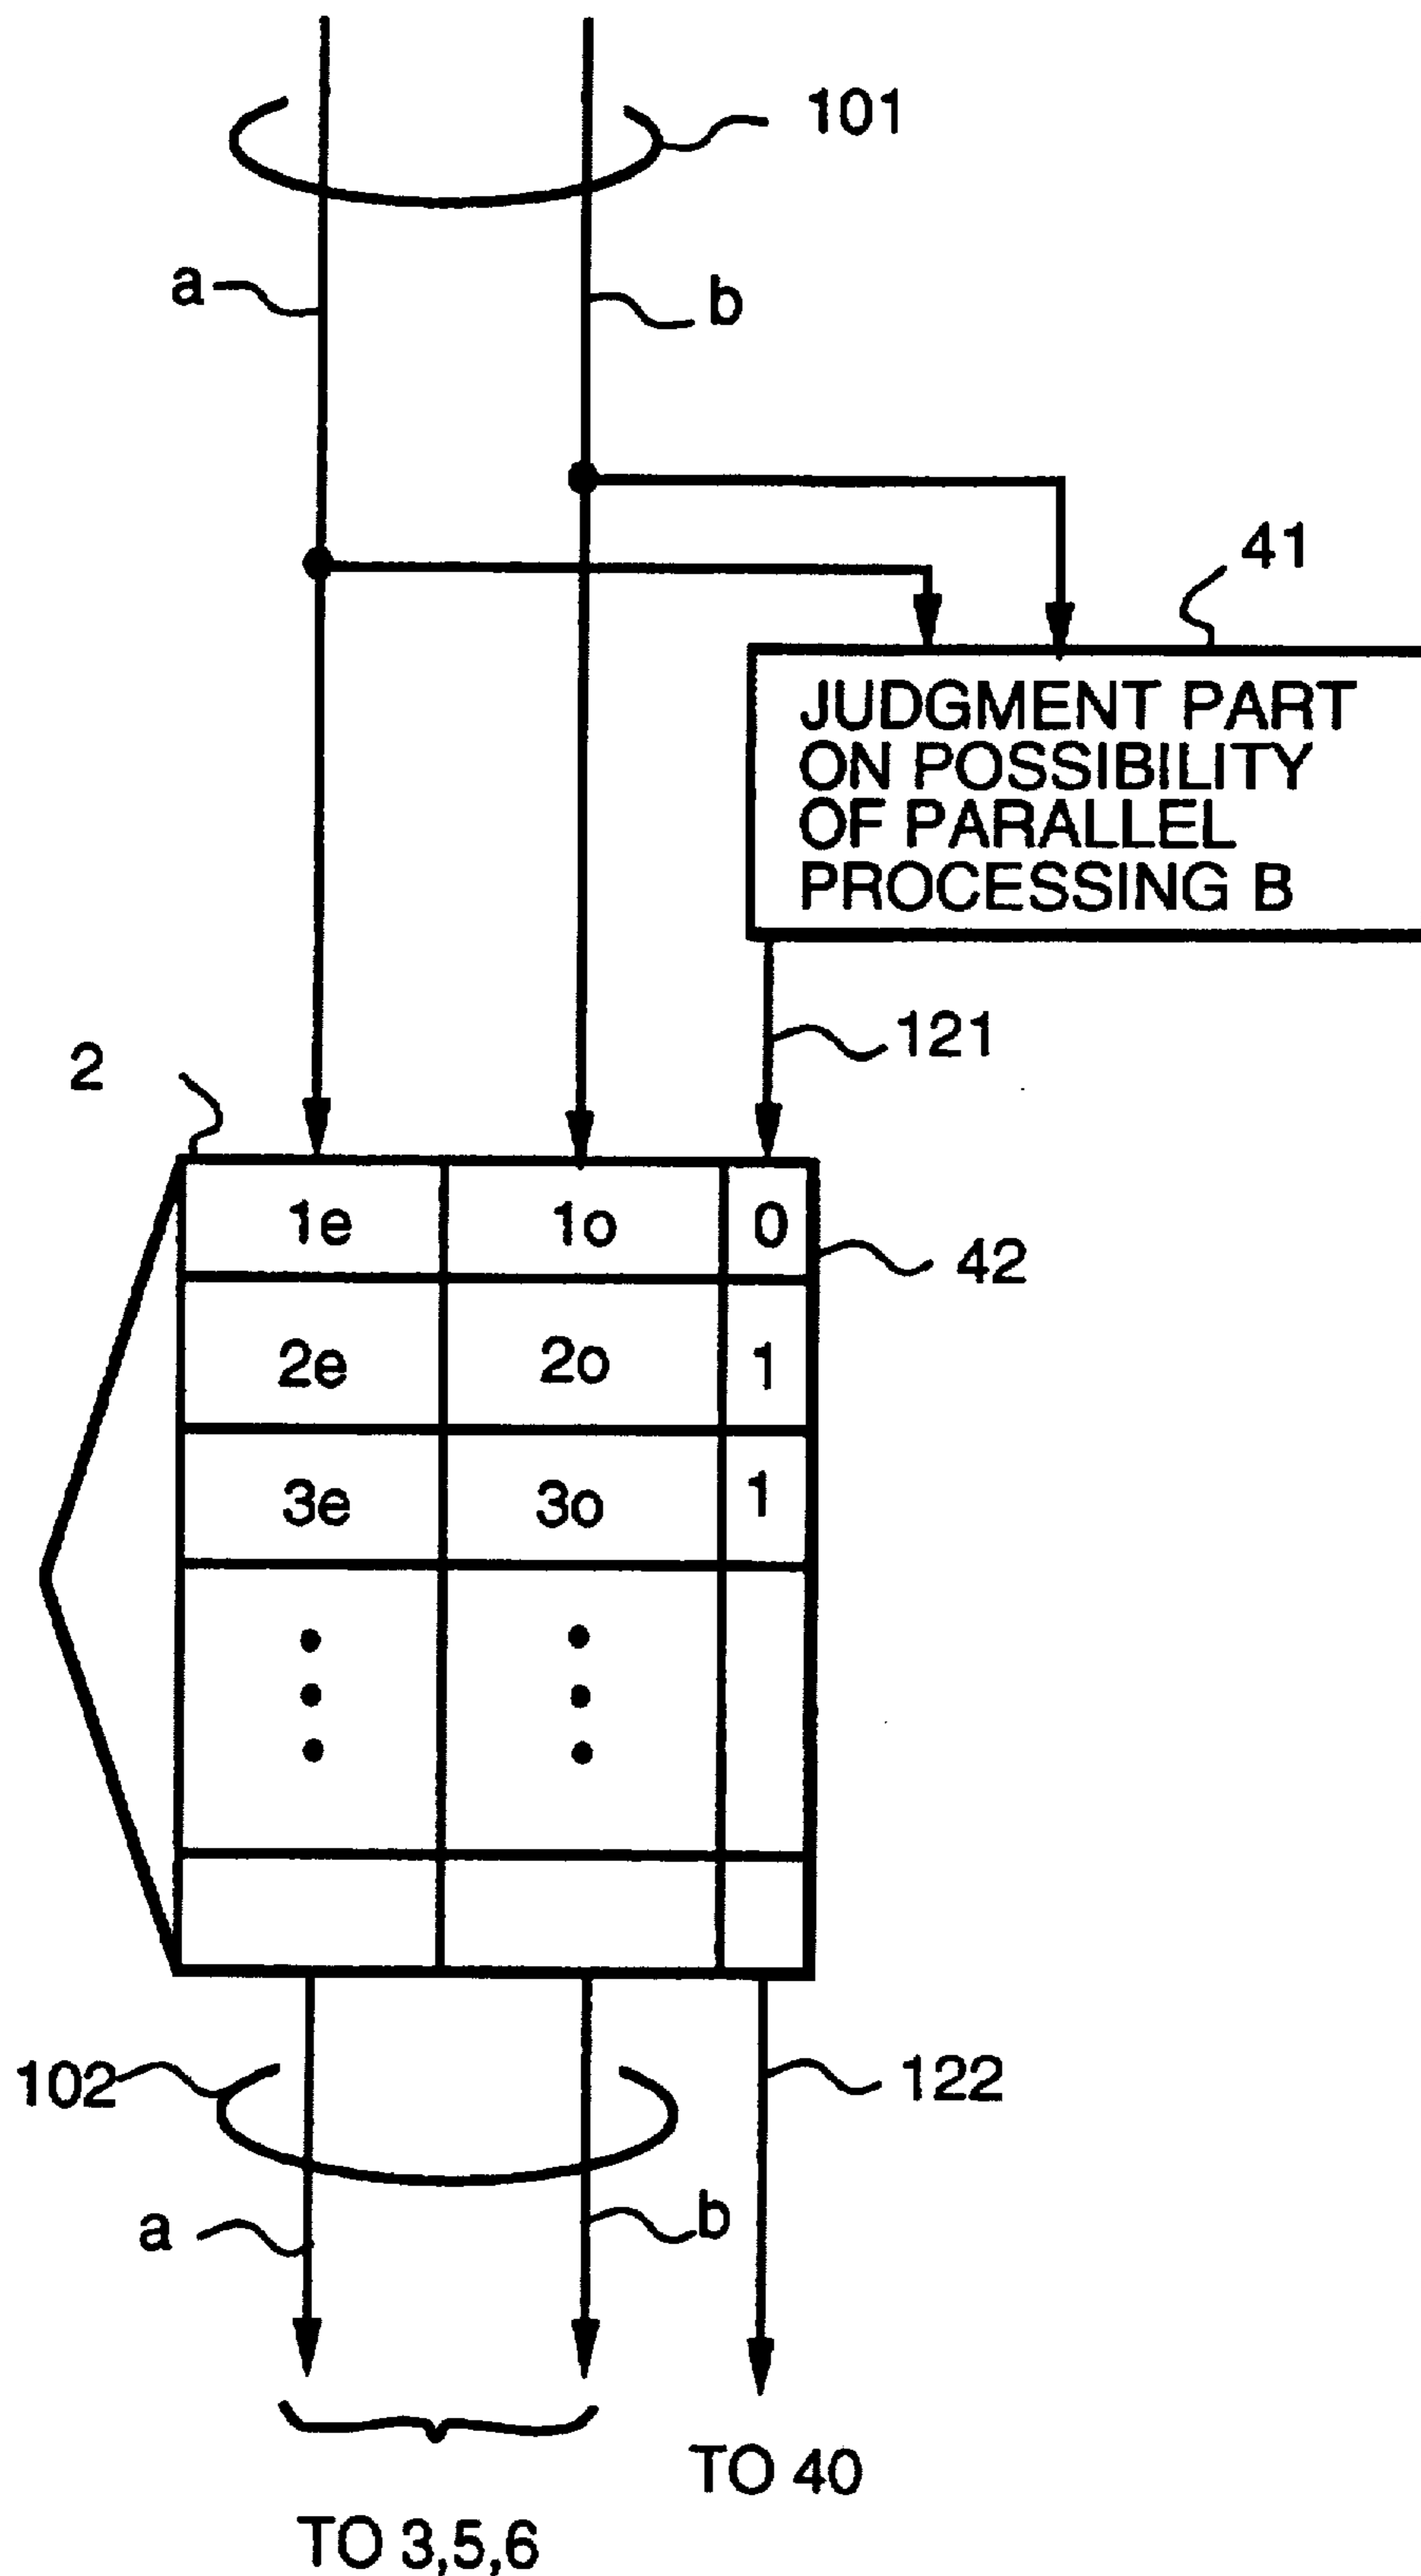 101
a
b
41
JUDGMENT PART
ON POSSIBILITY
OF PARALLEL
PROCESSING B
121
2
1e 1o 0
42
2e 2o 1
3e 3o 1
102
122
a
b
TO 40
TO 3,5,6